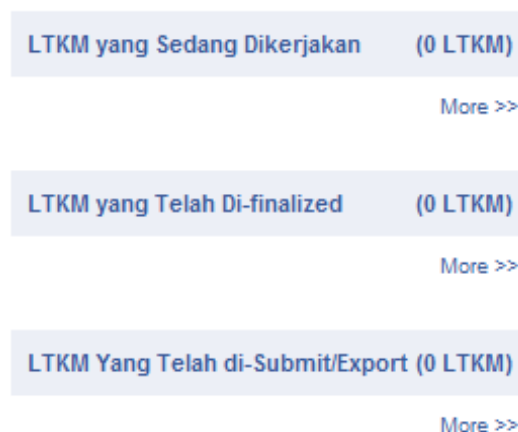 LTKM yang Sedang Dikerjakan (0 LTKM)
More >>
LTKM yang Telah Di-finalized (0 LTKM)
More >>
LTKM Yang Telah di-Submit/Export (0 LTKM)
More >>